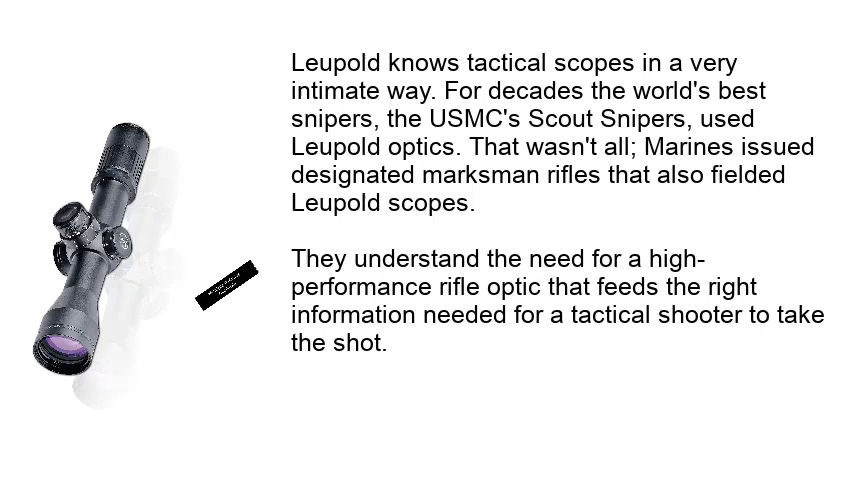 Leupold knows tactical scopes in a very
intimate way. For decades the world's best
snipers, the USMC's Scout Snipers, used
Leupold optics. That wasn't all; Marines issued
designated marksman rifles that also fielded
Leupold scopes.
They understand the need for a high-
performance rifle optic that feeds the right
information needed for a tactical shooter to take
the shot.